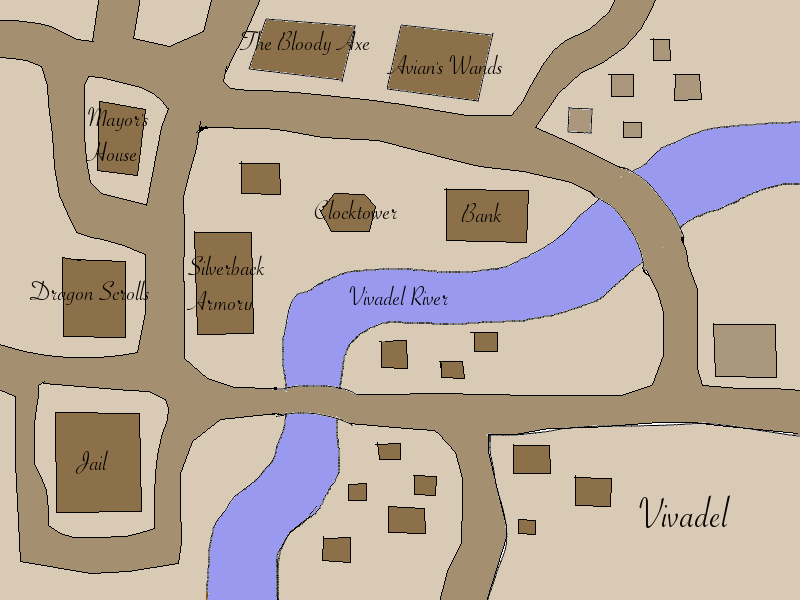 The Bloody Axe
Avian's Wands
Mayor's
House
Clocktower
Bank
Silverback
Armory
Dragon Scrolls
Vivadel River
Jail
Vivadel